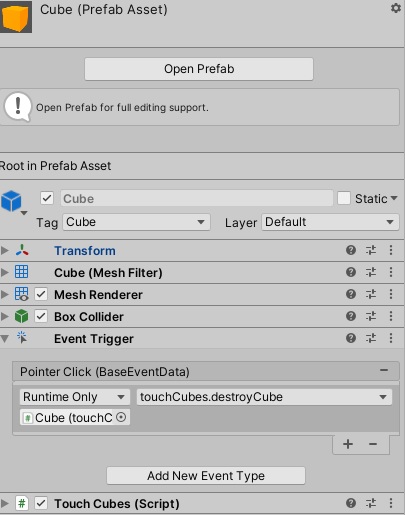 Cube (Prefab Asset)
Open Prefab
Open Prefab for full editing support.
Root in Prefab Asset
Cube Static
Tag Cube Layer Default
Transform
Cube (Mesh Filter)
Mesh Renderer
Box Collider
Event Trigger
Pointer Click (BaseEventData)
Runtime Only touchCubes.destroyCube
Cube (touchC
Add New Event Type
Touch Cubes (Script)